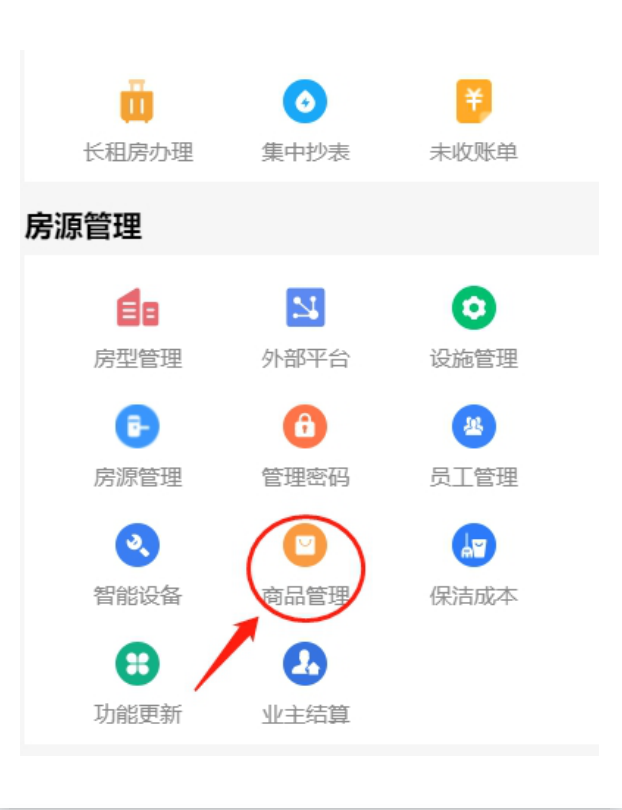 长租房办理 集中抄表 未收账单
房源管理
房型管理 外部平台 设施管理
房源管理 管理密码 员工管理
智能设备 商品管理 保洁成本
功能更新 业主结算